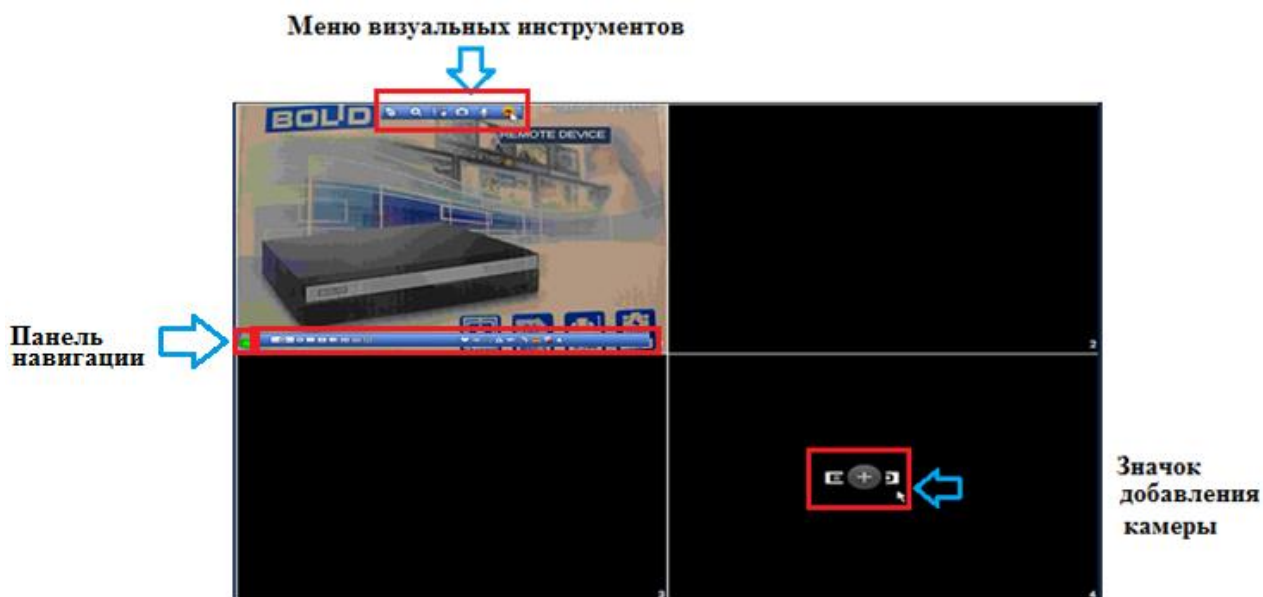 Меню визуальных инструментов
BOLID
REMOTE DEVICE
Панель
навигации
2
Значок
добавления
камеры
3
4